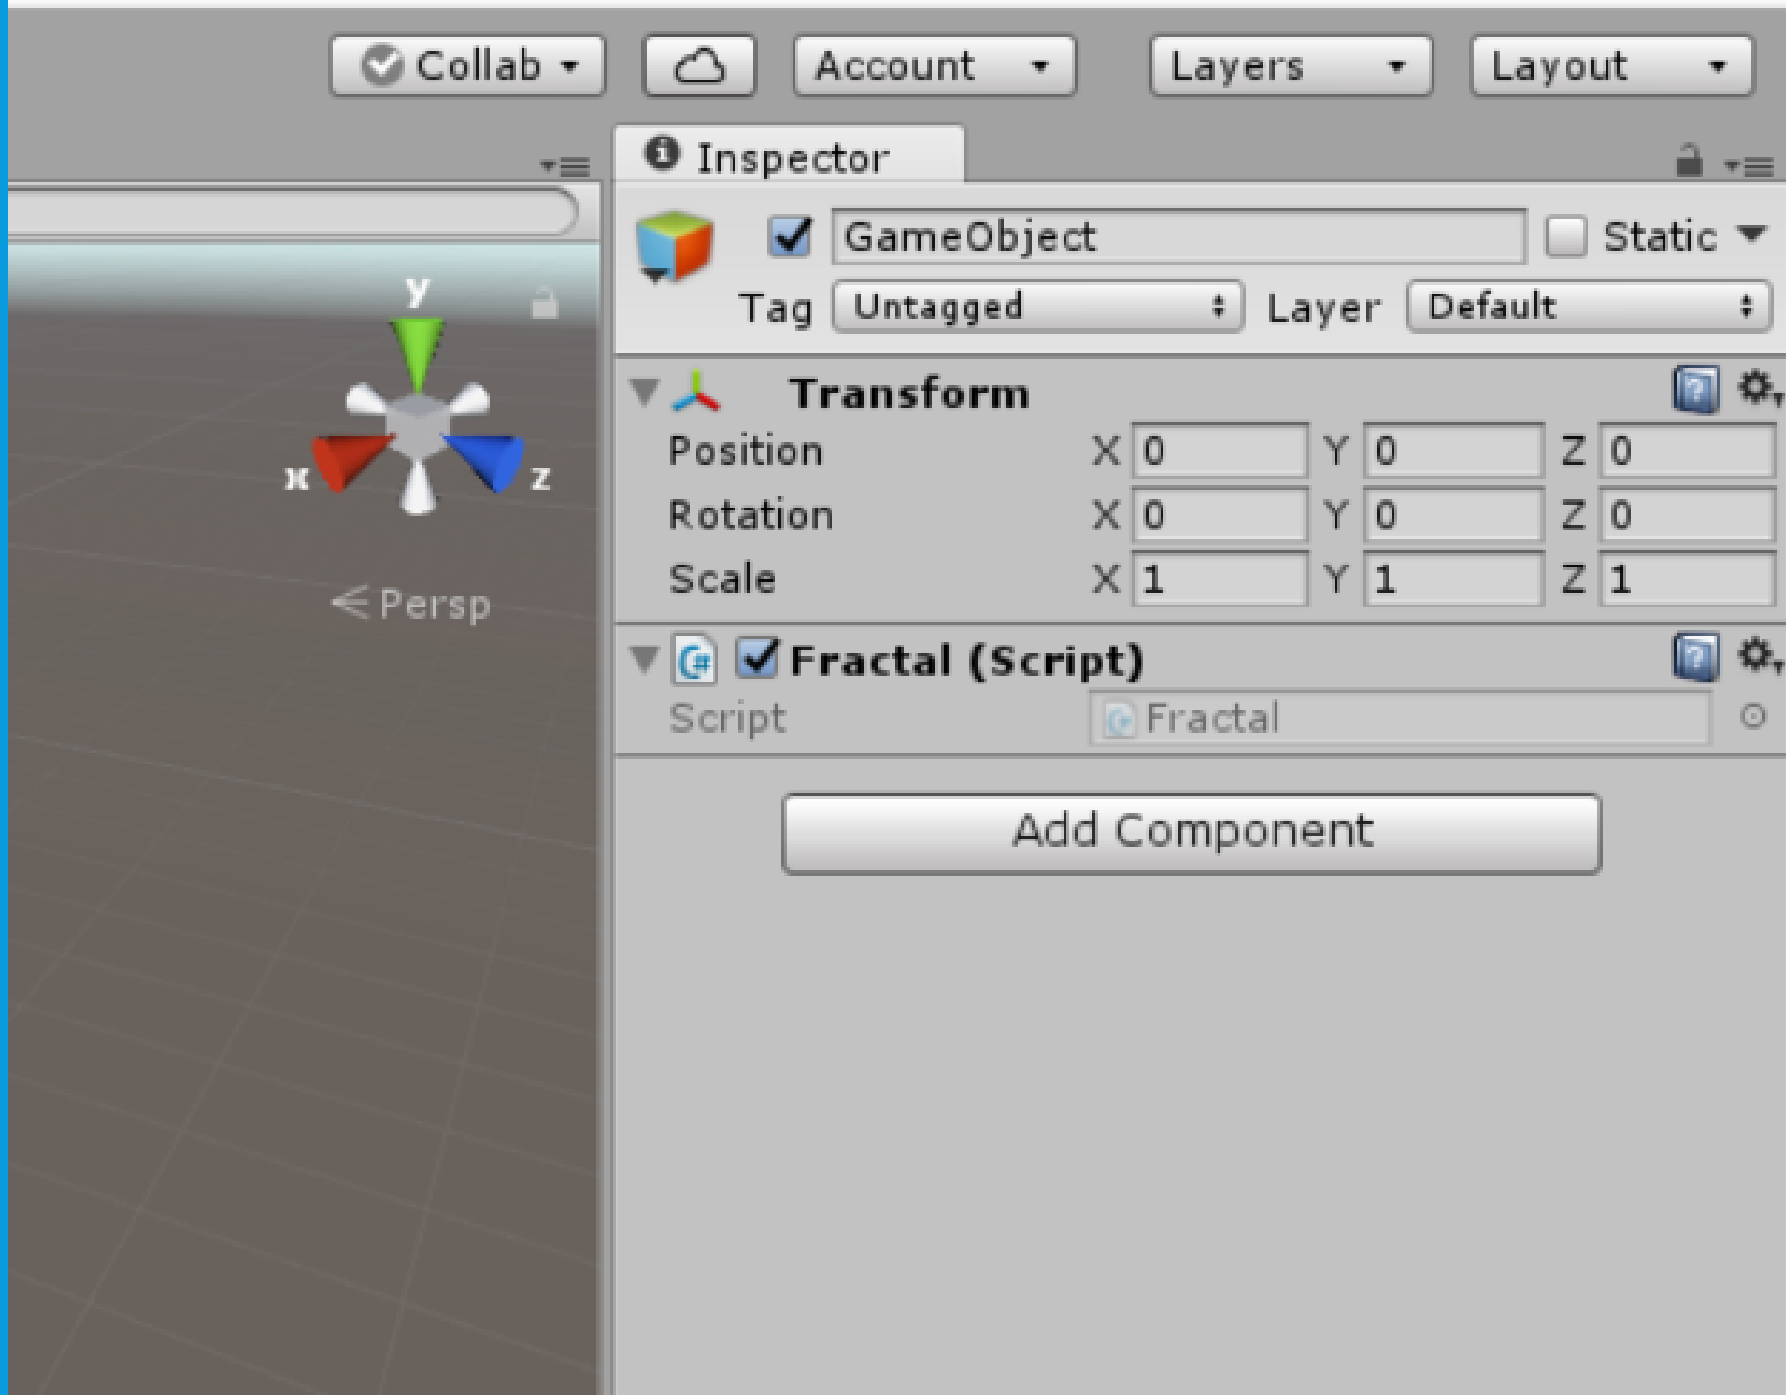 Collab Account Layers Layout
Inspector
GameObject Static
Tag Untagged Layer Default
y
x z
Persp
Transform
Position X 0 Y 0 Z 0
Rotation X 0 Y 0 Z 0
Scale X 1 Y 1 Z 1
C# Fractal (Script)
Script Fractal
Add Component